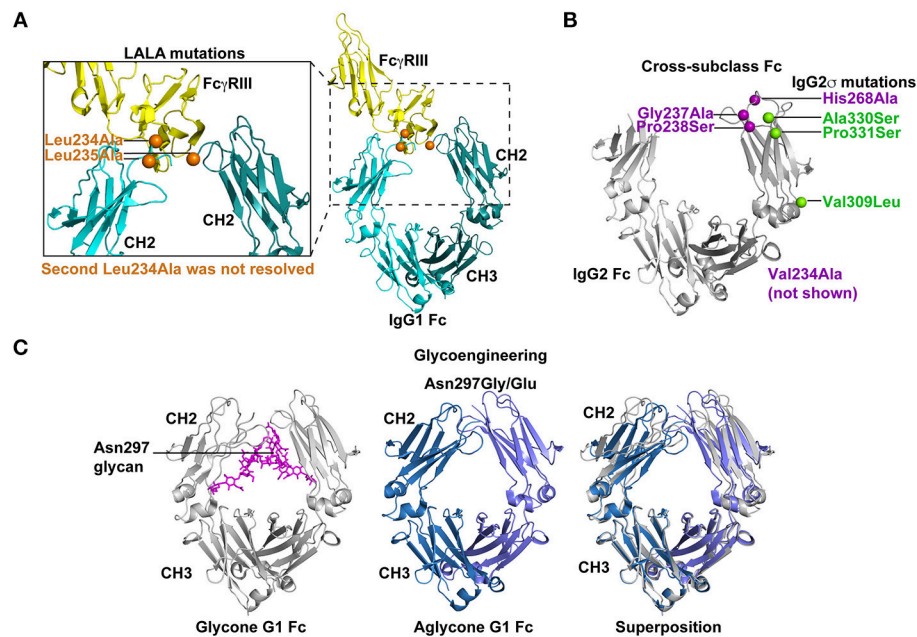 A
LALA mutations
FcγRIII
Leu234Ala
Leu235Ala
CH2
Second Leu234Ala was not resolved
CH2
CH3
IgG1 Fc
B
Cross-subclass Fc
IgG2σ mutations
His268Ala
Gly237Ala
Ala330Ser
Pro238Ser
Pro331Ser
Val309Leu
IgG2 Fc
Val234Ala
(not shown)
C
Glycoengineering
Asn297Gly/Glu
CH2
Asn297
glycan
CH3
Glycone G1 Fc
CH2
CH3
Aglycone G1 Fc
CH2
CH3
Superposition